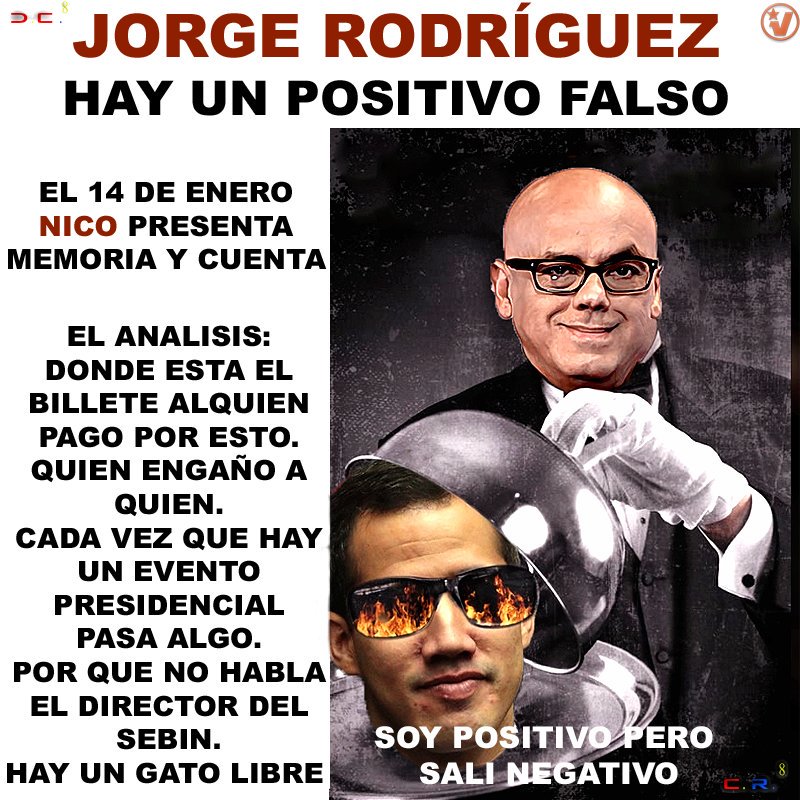 D C . 8
JORGE RODRÍGUEZ
HAY UN POSITIVO FALSO
EL 14 DE ENERO
NICO PRESENTA
MEMORIA Y CUENTA
EL ANALISIS:
DONDE ESTA EL
BILLETE ALQUIEN
PAGO POR ESTO.
QUIEN ENGAÑO A
QUIEN.
CADA VEZ QUE HAY
UN EVENTO
PRESIDENCIAL
PASA ALGO.
POR QUE NO HABLA
EL DIRECTOR DEL
SEBIN.
HAY UN GATO LIBRE
SOY POSITIVO PERO
SALI NEGATIVO
C.R. 8